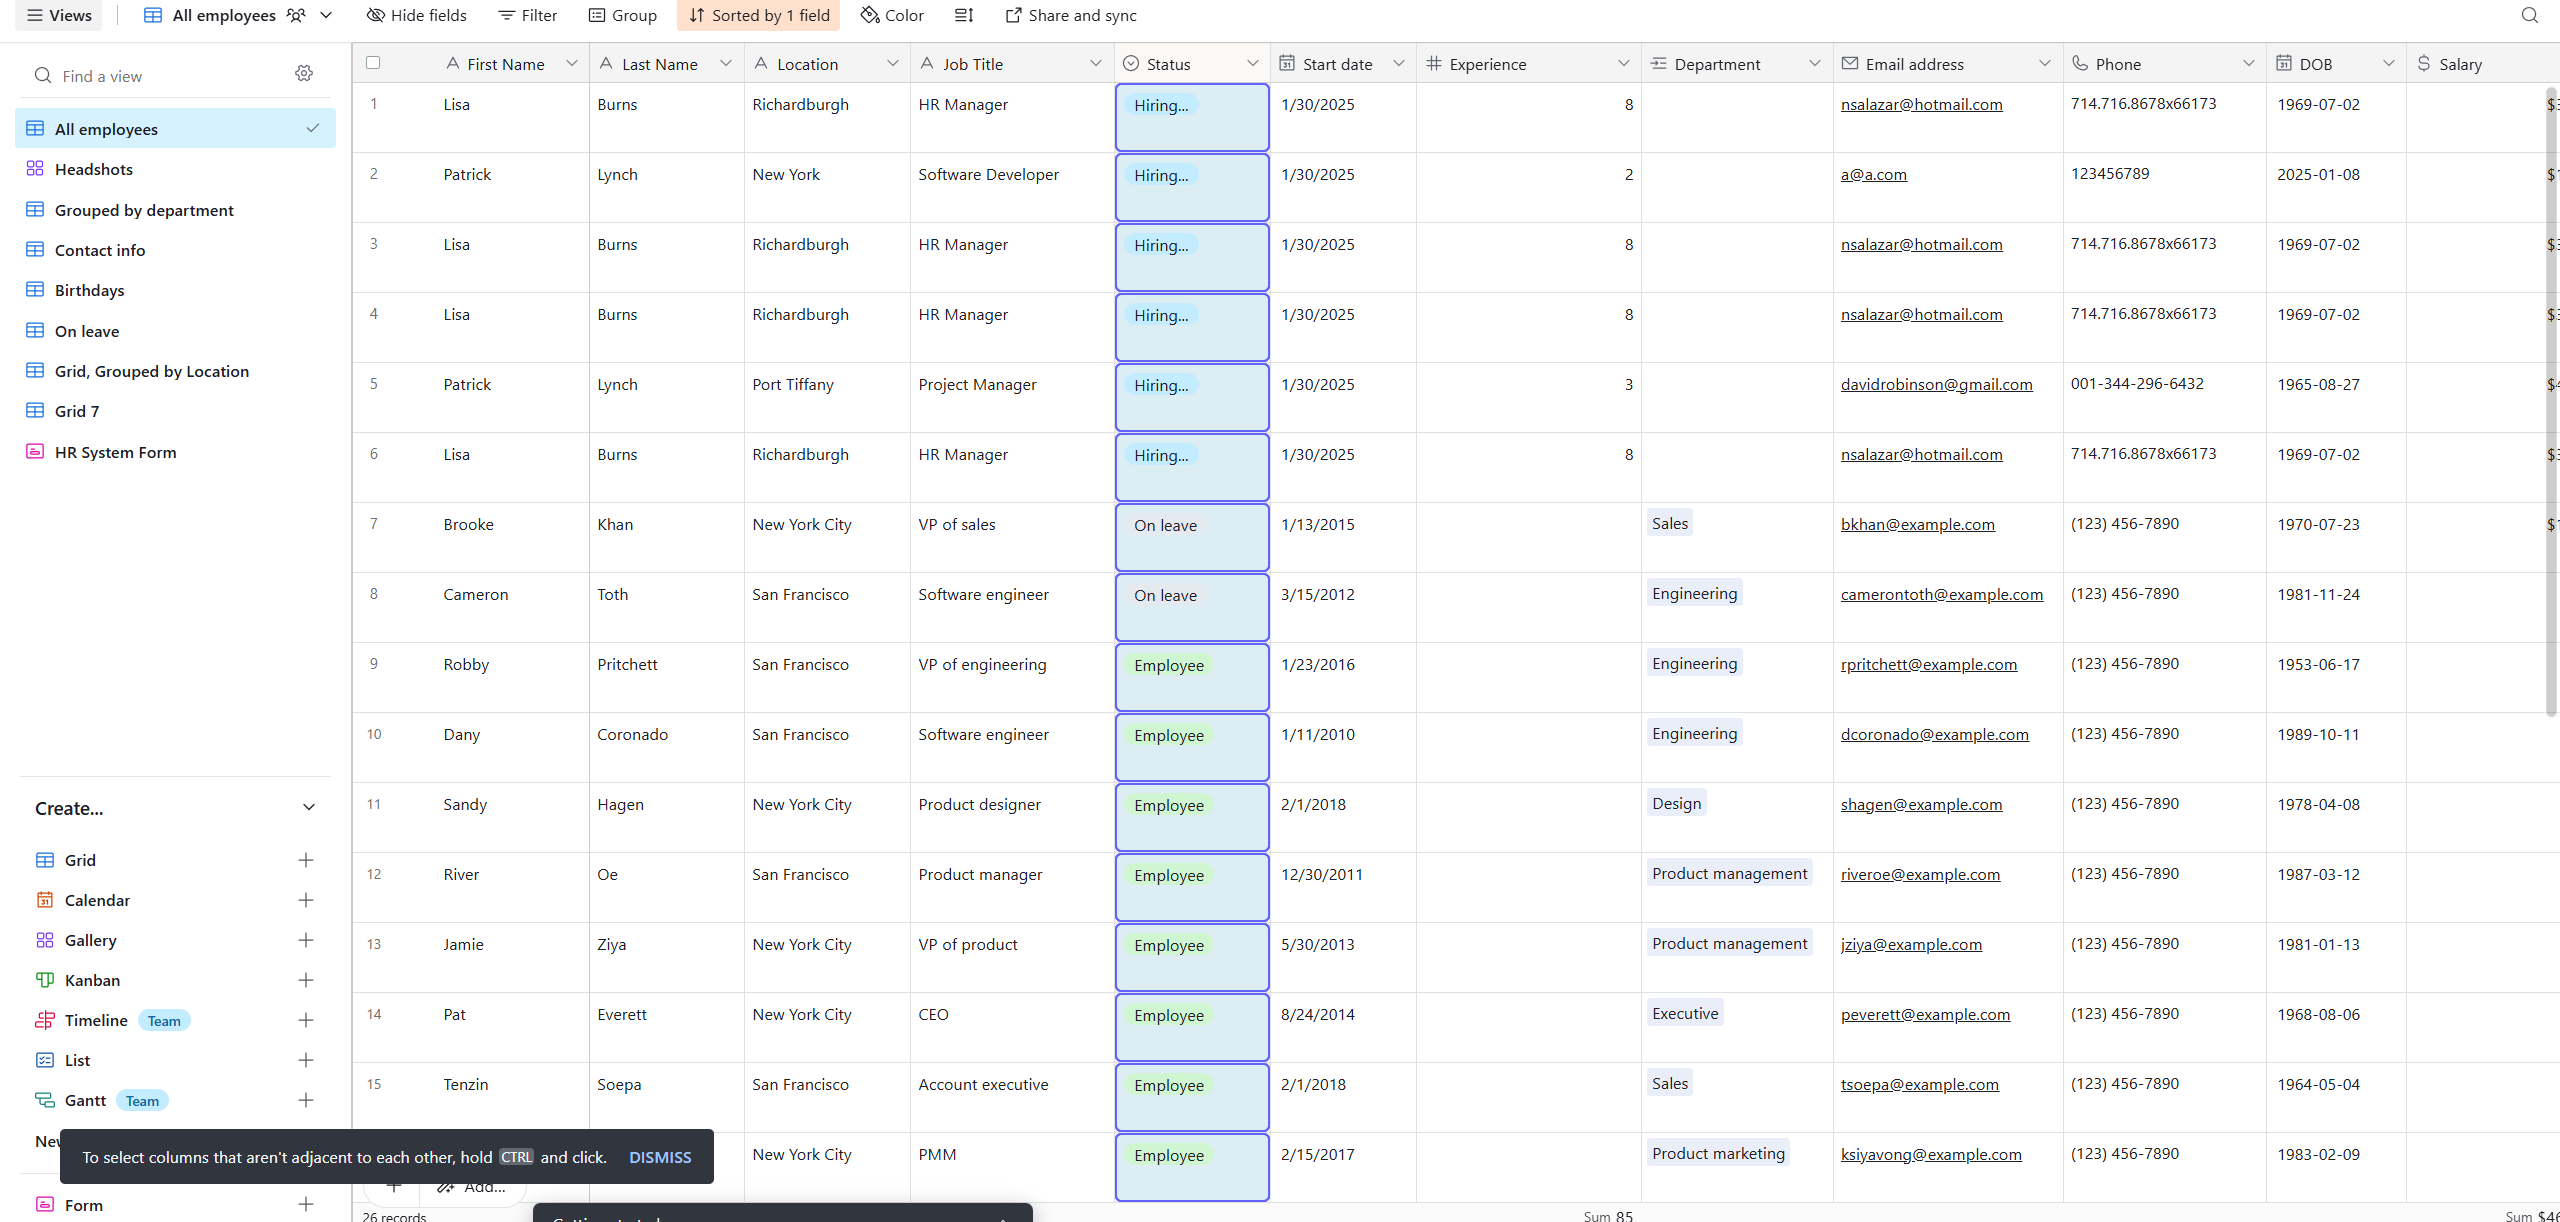 Views
All employees
Hide fields
Filter
Group
Sorted by 1 field
Color
Share and sync
Find a view
All employees
Headshots
Grouped by department
Contact info
Birthdays
On leave
Grid, Grouped by Location
Grid 7
HR System Form
Create...
Grid
Calendar
Gallery
Kanban
Timeline Team
List
Gantt Team
Form
First Name Last Name Location Job Title Status Start date Experience Department Email address Phone DOB Salary
1 Lisa Burns Richardburgh HR Manager Hiring... 1/30/2025 8 nsalazar@hotmail.com 714.716.8678x66173 1969-07-02
2 Patrick Lynch New York Software Developer Hiring... 1/30/2025 2 a@a.com 123456789 2025-01-08
3 Lisa Burns Richardburgh HR Manager Hiring... 1/30/2025 8 nsalazar@hotmail.com 714.716.8678x66173 1969-07-02
4 Lisa Burns Richardburgh HR Manager Hiring... 1/30/2025 8 nsalazar@hotmail.com 714.716.8678x66173 1969-07-02
5 Patrick Lynch Port Tiffany Project Manager Hiring... 1/30/2025 3 davidrobinson@gmail.com 001-344-296-6432 1965-08-27
6 Lisa Burns Richardburgh HR Manager Hiring... 1/30/2025 8 nsalazar@hotmail.com 714.716.8678x66173 1969-07-02
7 Brooke Khan New York City VP of sales On leave 1/13/2015 Sales bkhan@example.com (123) 456-7890 1970-07-23
8 Cameron Toth San Francisco Software engineer On leave 3/15/2012 Engineering camerontoth@example.com (123) 456-7890 1981-11-24
9 Robby Pritchett San Francisco VP of engineering Employee 1/23/2016 Engineering rpritchett@example.com (123) 456-7890 1953-06-17
10 Dany Coronado San Francisco Software engineer Employee 1/11/2010 Engineering dcoronado@example.com (123) 456-7890 1989-10-11
11 Sandy Hagen New York City Product designer Employee 2/1/2018 Design shagen@example.com (123) 456-7890 1978-04-08
12 River Oe San Francisco Product manager Employee 12/30/2011 Product management riveroe@example.com (123) 456-7890 1987-03-12
13 Jamie Ziya New York City VP of product Employee 5/30/2013 Product management jziya@example.com (123) 456-7890 1981-01-13
14 Pat Everett New York City CEO Employee 8/24/2014 Executive peverett@example.com (123) 456-7890 1968-08-06
15 Tenzin Soepa San Francisco Account executive Employee 2/1/2018 Sales tsoepa@example.com (123) 456-7890 1964-05-04
New York City PMM Employee 2/15/2017 Product marketing ksiyavong@example.com (123) 456-7890 1983-02-09
To select columns that aren't adjacent to each other, hold CTRL and click. DISMISS
Add...
26 records
Sum 85
Sum